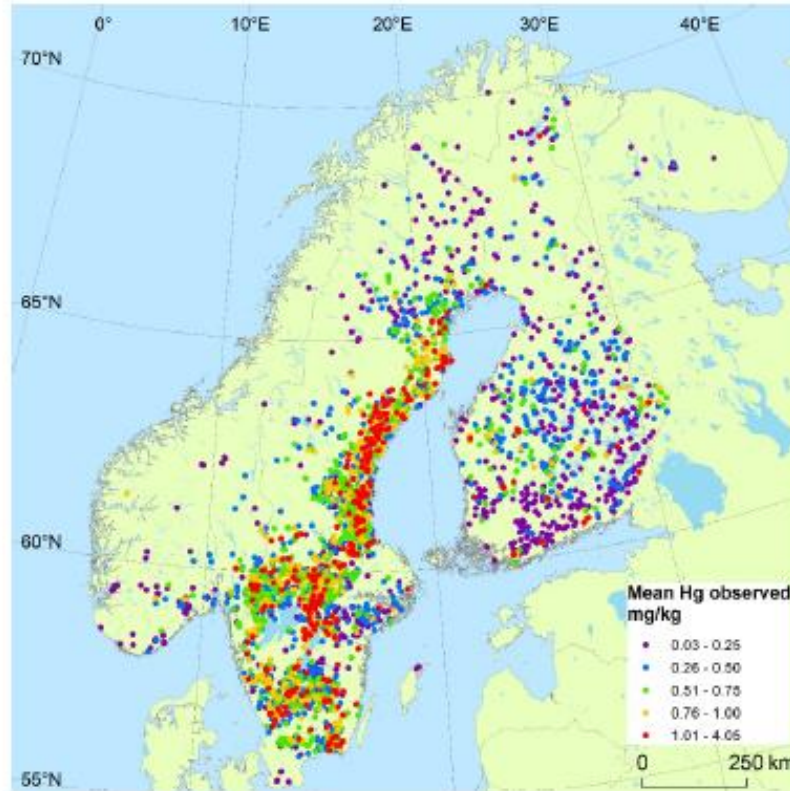 0°
10°E
20°E
30°E
40°E
70°N
65°N
60°N
55°N
Mean Hg observed
mg/kg
0.03 - 0.25
0.26 - 0.50
0.51 - 0.75
0.76 - 1.00
1.01 - 4.05
0 250 km